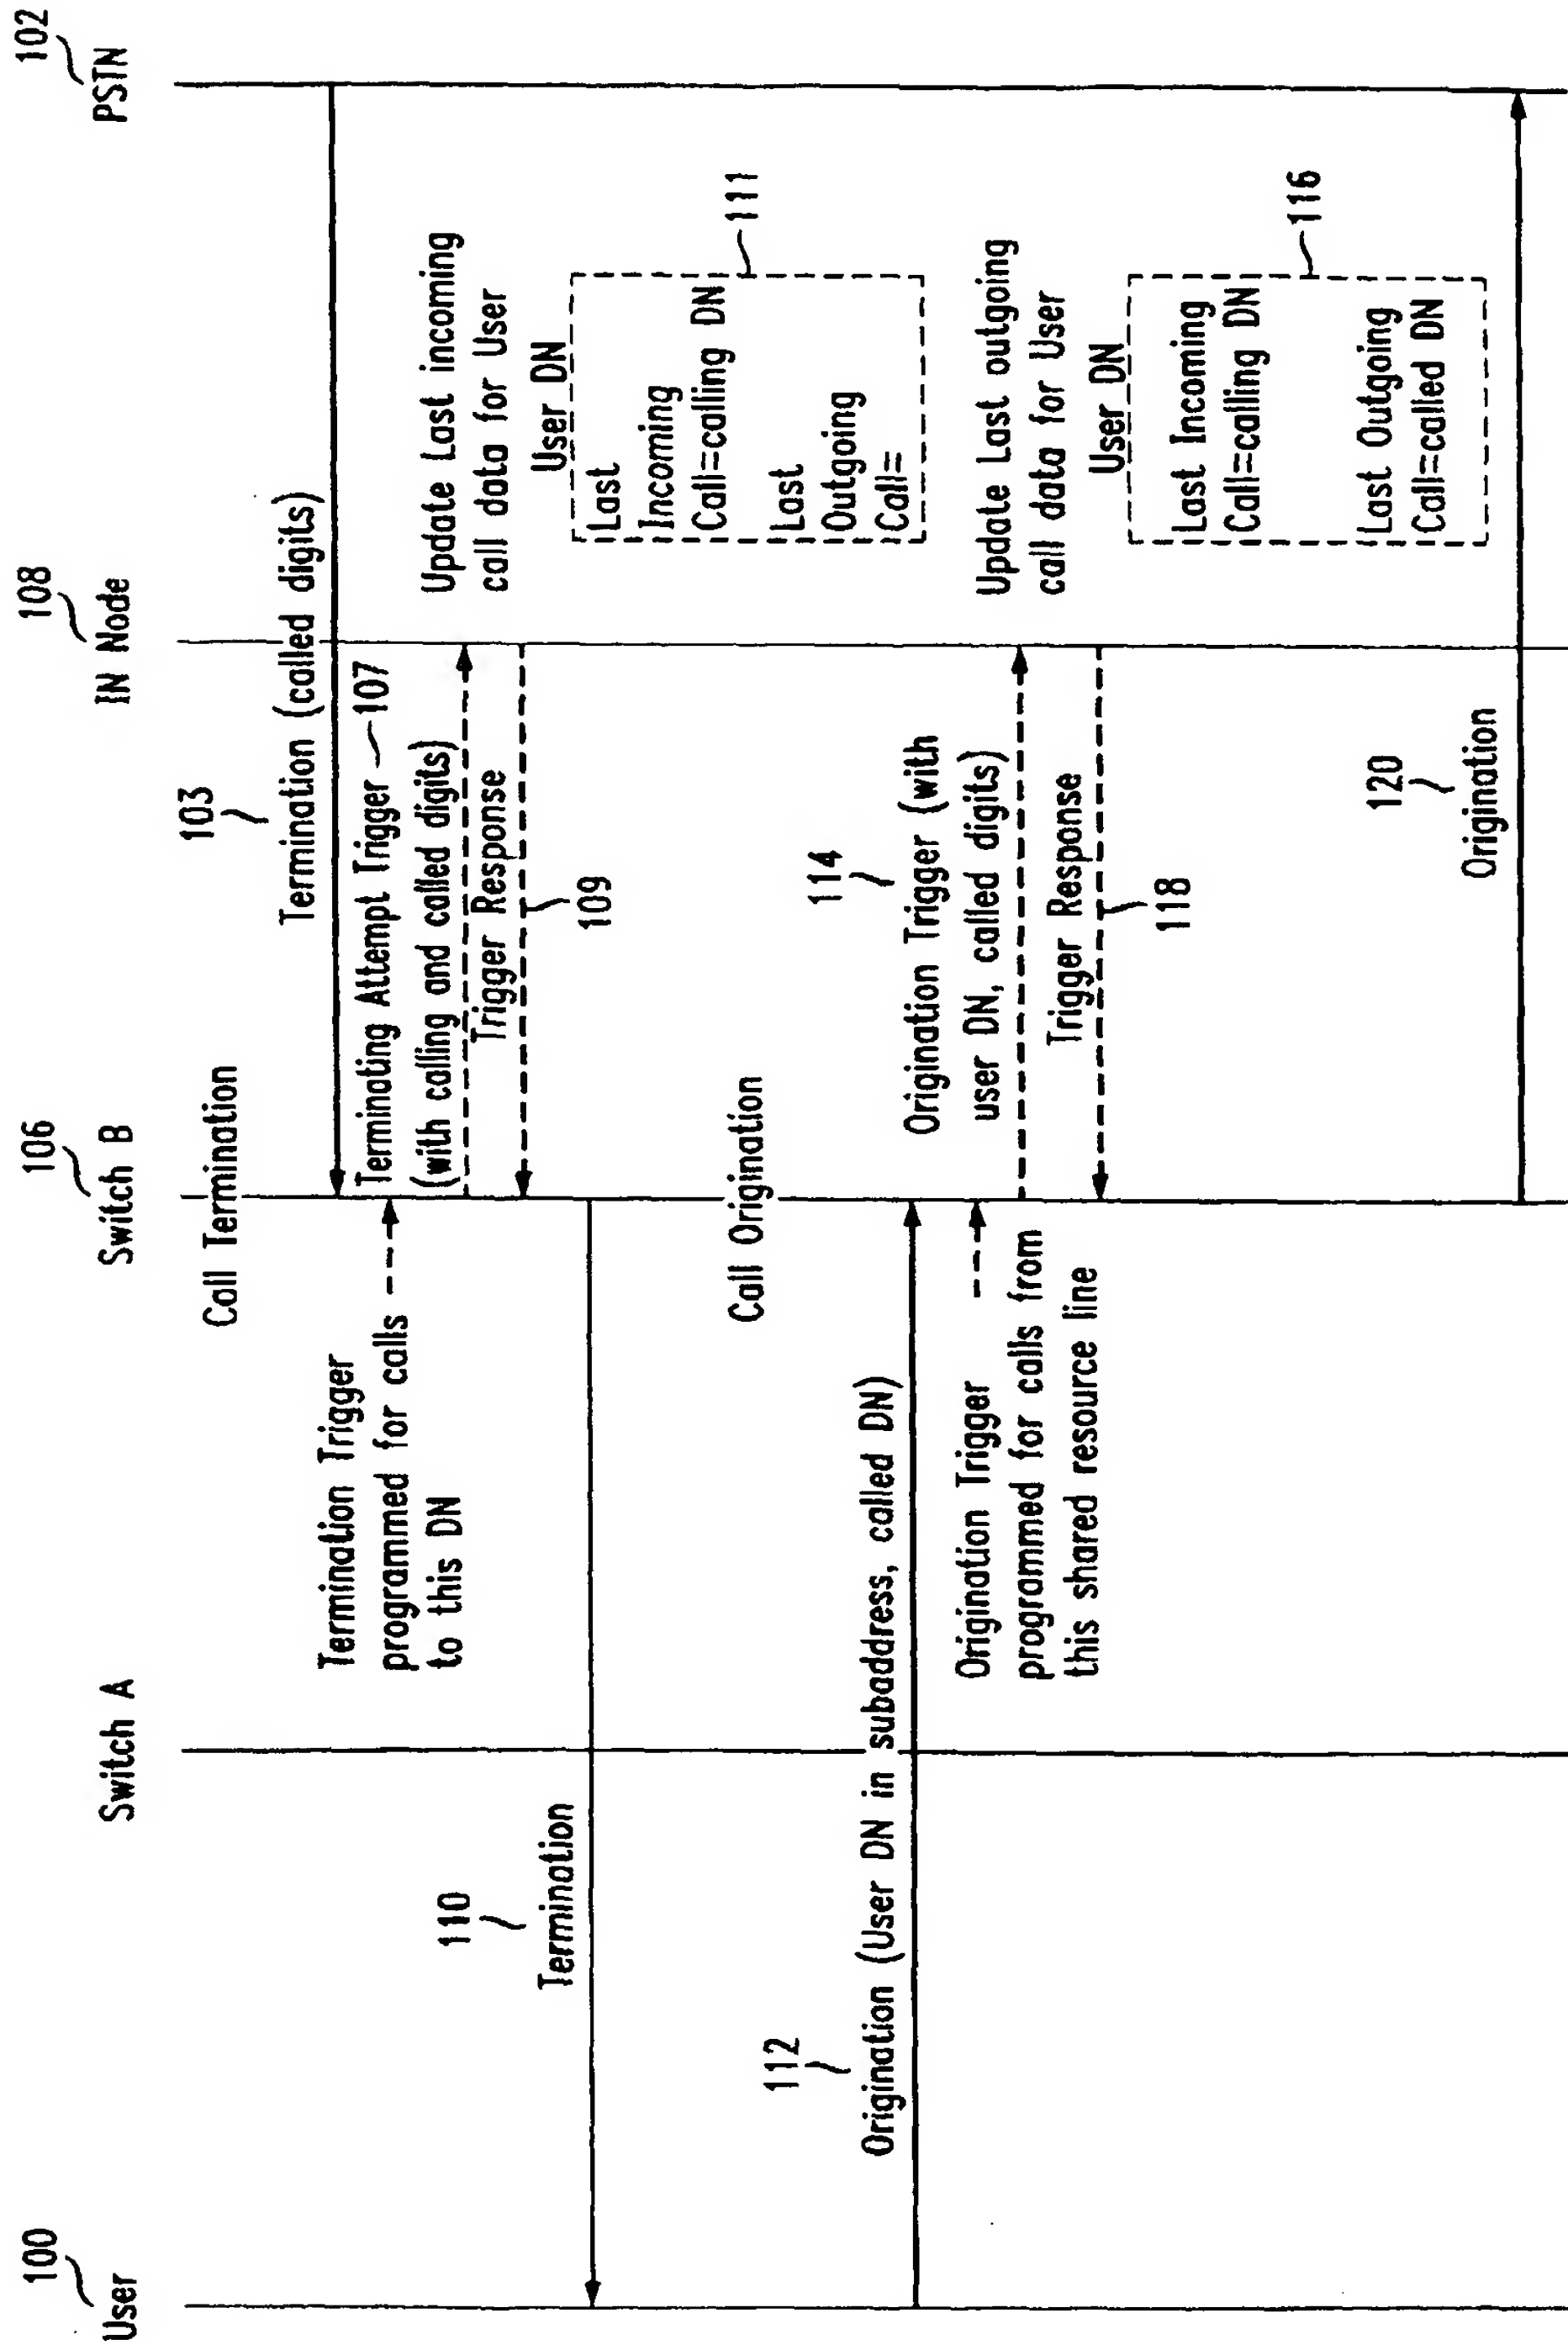 100
User
Switch A
106
Switch B
108
IN Node
102
PSTN
Call Termination
103
Termination (called digits)
Termination Trigger
programmed for calls
to this DN
Terminating Attempt Trigger
107
(with calling and called digits)
Trigger Response
109
Update Last incoming
call data for User
User DN
Last
Incoming
Call=calling DN
Last
Outgoing
Call=
111
110
Termination
Call Origination
112
Origination (User DN in subaddress, called DN)
Origination Trigger
programmed for calls from
this shared resource line
114
Origination Trigger (with
user DN, called digits)
Trigger Response
118
Update Last outgoing
call data for User
User DN
Last Incoming
Call=calling DN
Last Outgoing
Call=called DN
116
120
Origination